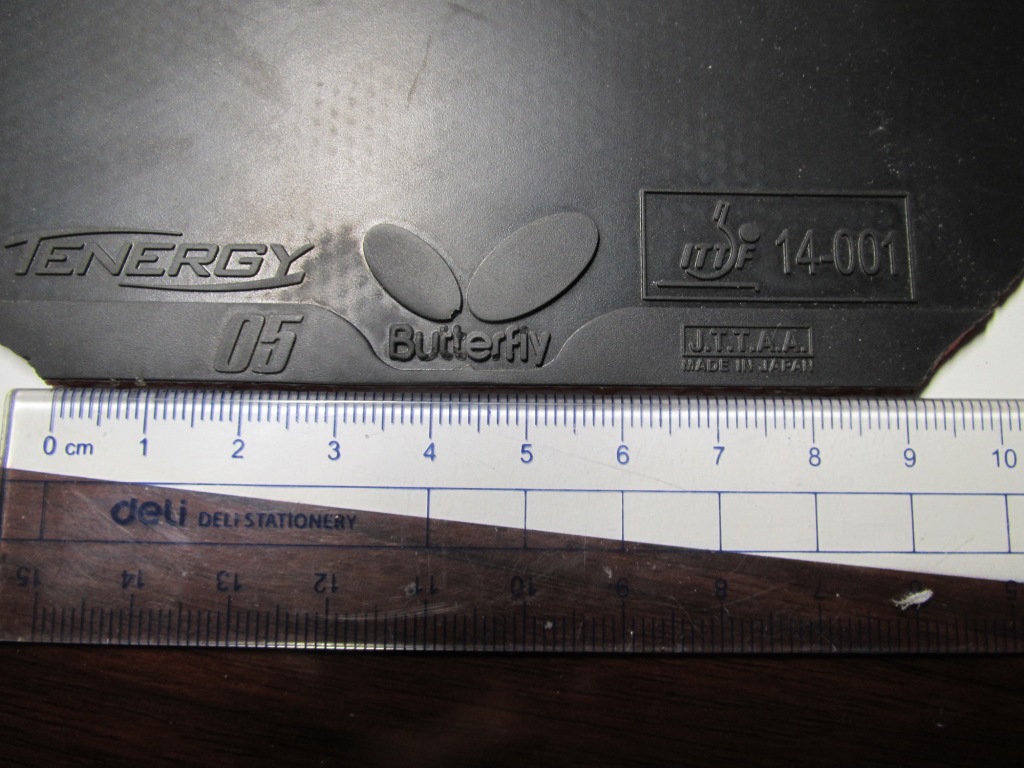 TENERGY
ITTF 14-001
05
Butterfly
J.T.T.A.A.
MADE IN JAPAN
0 cm 1 2 3 4 5 6 7 8 9 10
deli DELI STATIONERY
15 14 13 12 11 10 9 8 7 6 5